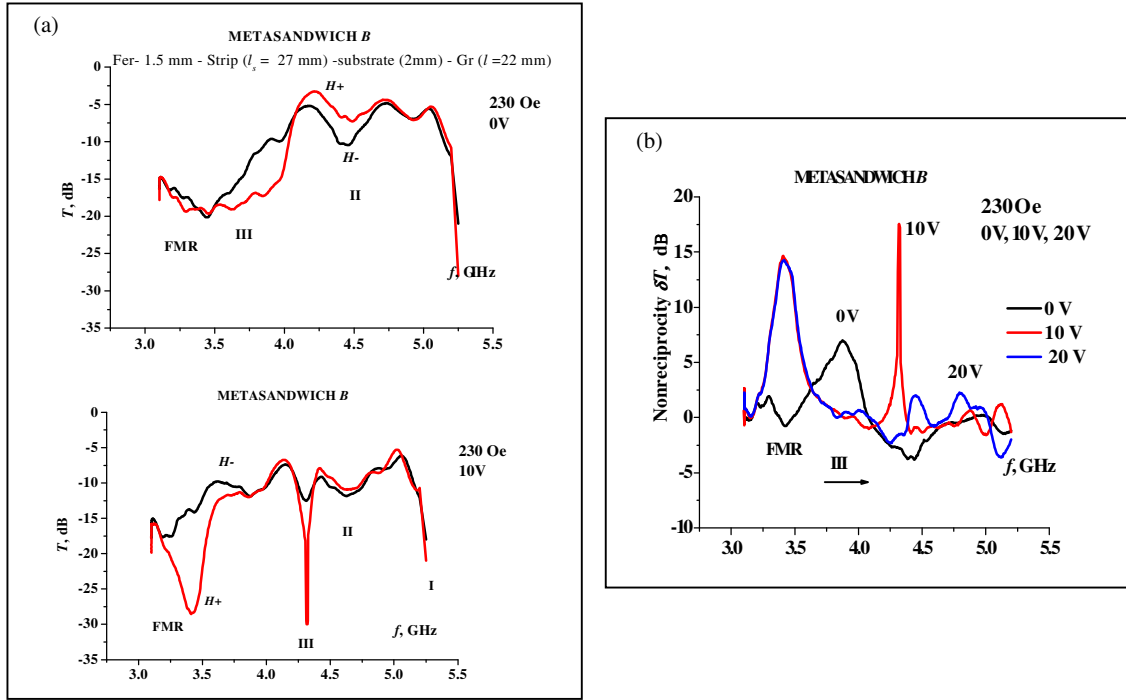 (a)
METASANDWICH B
Fer- 1.5 mm - Strip (ls = 27 mm) -substrate (2mm) - Gr (l =22 mm)
0
-5
-10
-15
-20
-25
-30
-35
T, dB
H+
H-
230 Oe
0V
II
III
FMR
f, GHz
3.0 3.5 4.0 4.5 5.0 5.5
METASANDWICH B
0
-5
-10
-15
-20
-25
-30
-35
T, dB
230 Oe
10V
H-
H+
II
I
FMR
III
f, GHz
3.0 3.5 4.0 4.5 5.0 5.5
(b)
METASANDWICH B
20
15
10
5
0
-5
-10
Nonreciprocity δT, dB
230 Oe
0V, 10V, 20V
10V
0V
20V
0 V
10 V
20 V
FMR
III
f, GHz
3.0 3.5 4.0 4.5 5.0 5.5